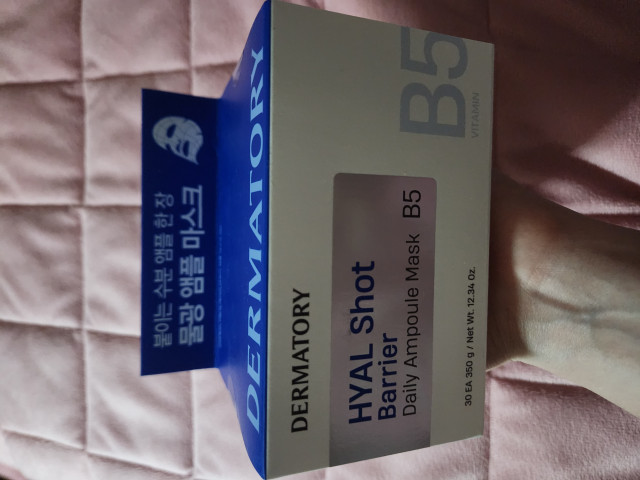 붙이는 수분 앰플 한 장
물광 앰플 마스크
DERMATORY
DERMATORY
HYAL Shot
Barrier
Daily Ampoule Mask B5
B5
VITAMIN
30 EA 350 g / Net Wt. 12.34 Oz.